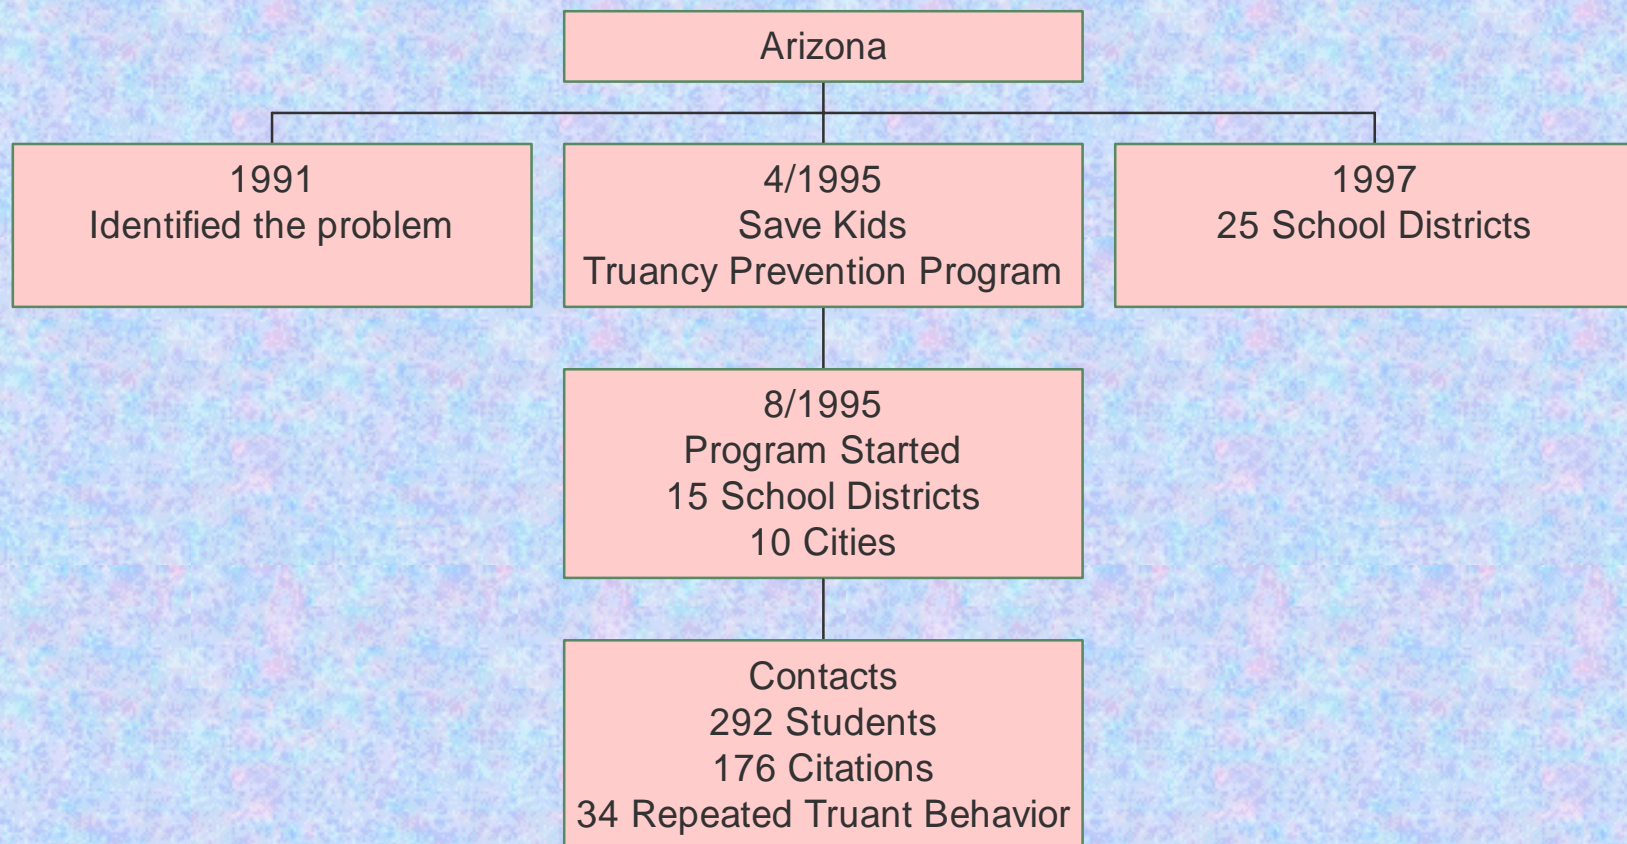 Arizona
1991
Identified the problem
4/1995
Save Kids
Truancy Prevention Program
1997
25 School Districts
8/1995
Program Started
15 School Districts
10 Cities
Contacts
292 Students
176 Citations
34 Repeated Truant Behavior